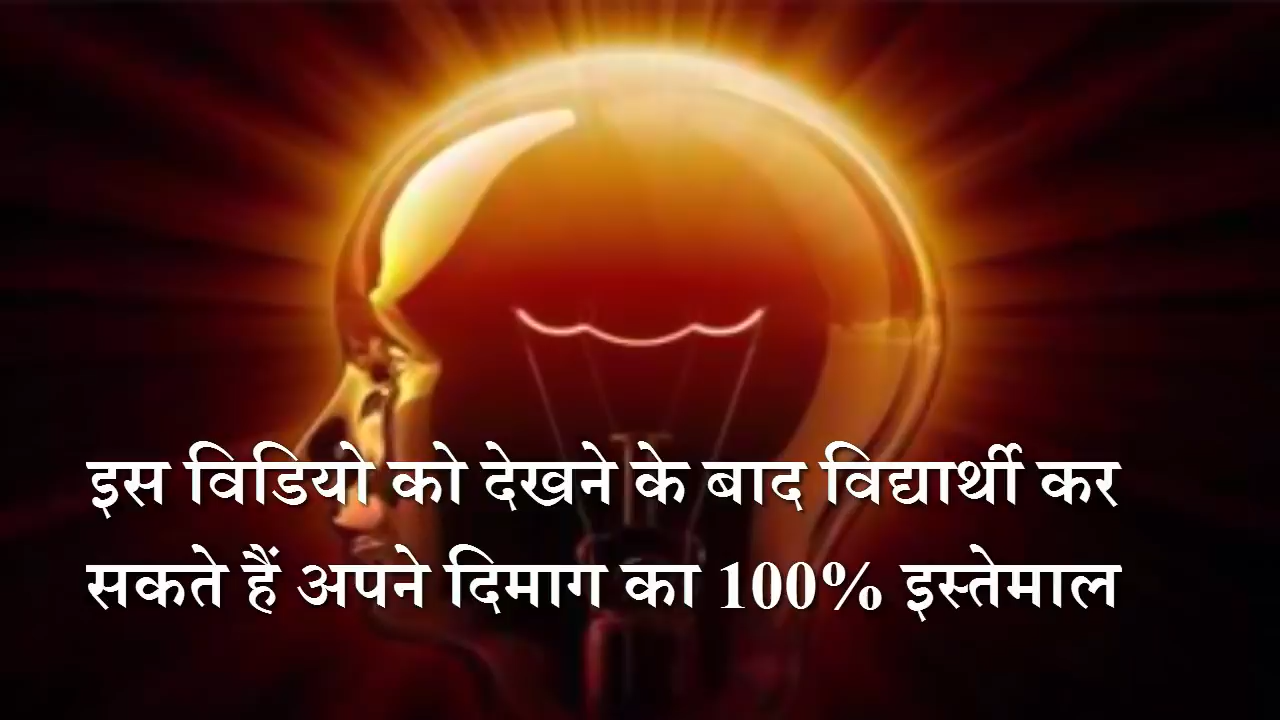 इस विडियो को देखने के बाद विद्यार्थी कर
सकते हैं अपने दिमाग का 100% इस्तेमाल